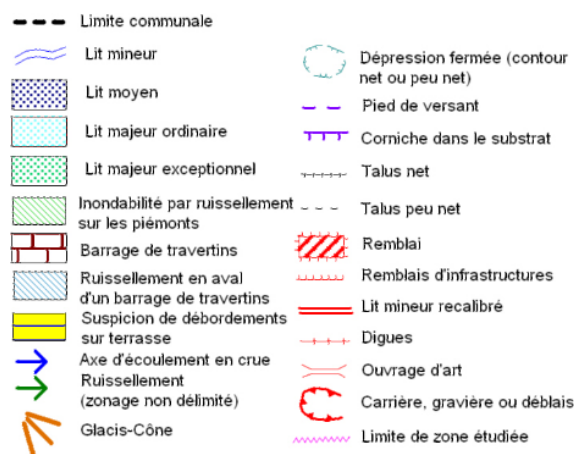 Limite communale
Lit mineur
Lit moyen
Lit majeur ordinaire
Lit majeur exceptionnel
Inondabilité par ruissellement
sur les piémonts
Barrage de travertins
Ruissellement en aval
d'un barrage de travertins
Suspicion de débordements
sur terrasse
Axe d'écoulement en crue
Ruissellement
(zonage non délimité)
Glacis-Cône
Dépression fermée (contour
net ou peu net)
Pied de versant
Corniche dans le substrat
Talus net
Talus peu net
Remblai
Remblais d'infrastructures
Lit mineur recalibré
Digues
Ouvrage d'art
Carrière, gravière ou déblais
Limite de zone étudiée